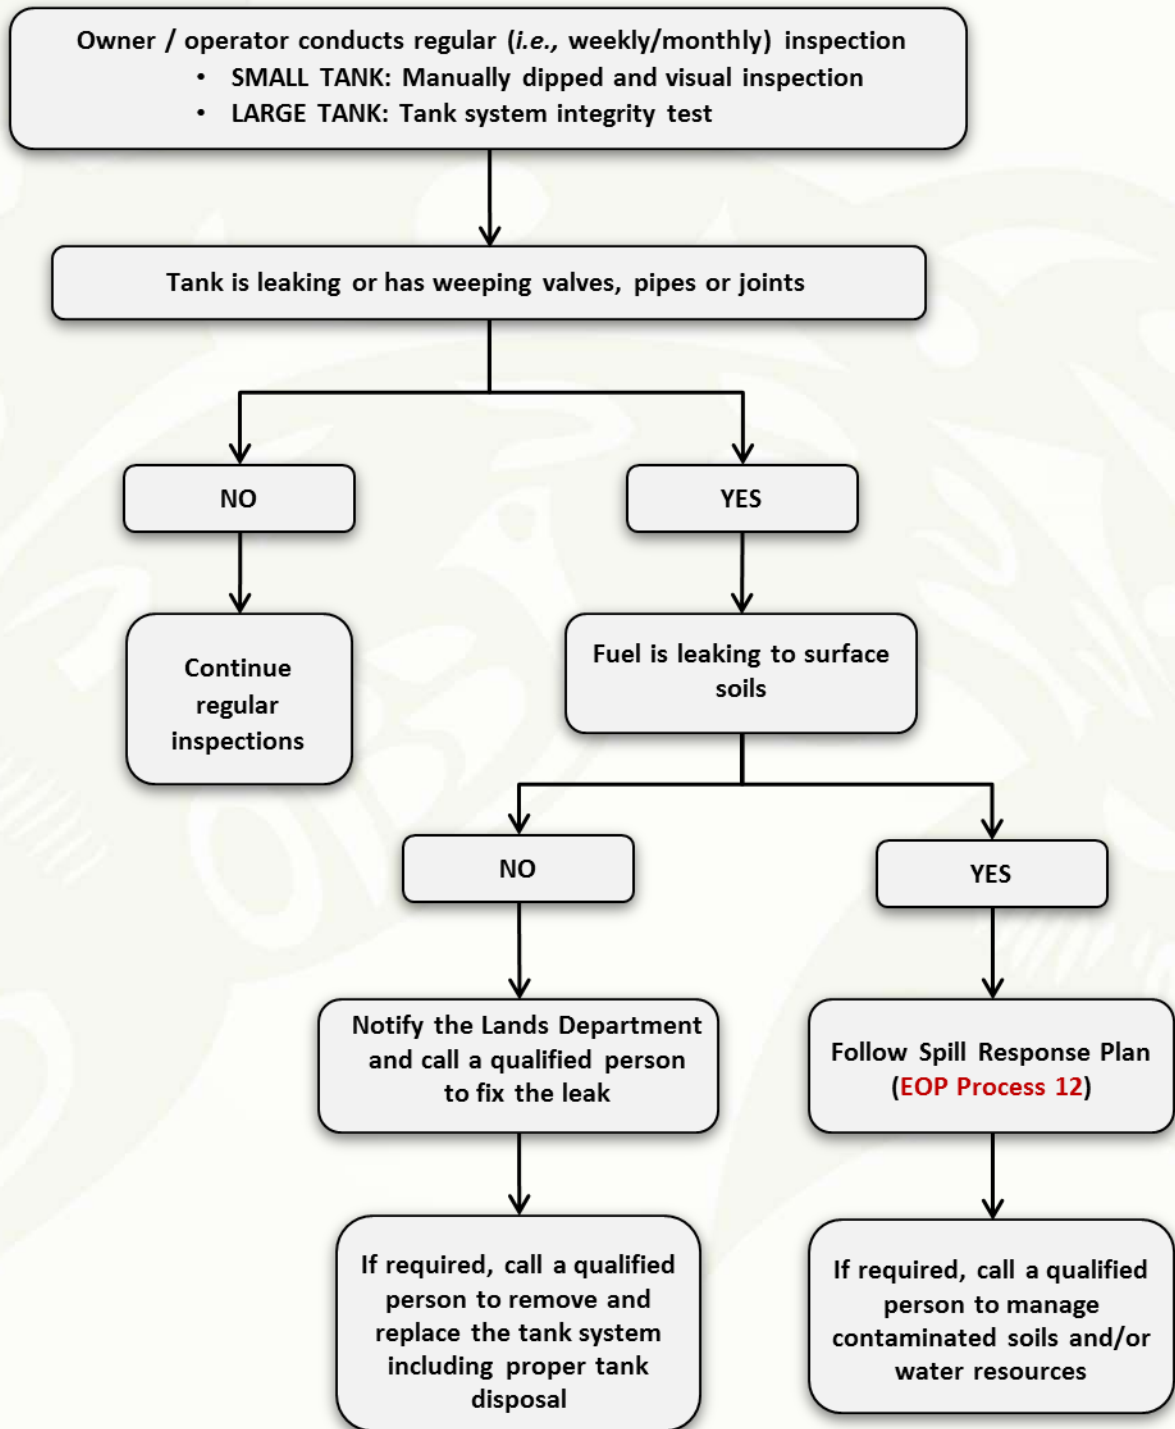 Owner / operator conducts regular (i.e., weekly/monthly) inspection
• SMALL TANK: Manually dipped and visual inspection
• LARGE TANK: Tank system integrity test
Tank is leaking or has weeping valves, pipes or joints
NO
YES
Continue
regular
inspections
Fuel is leaking to surface
soils
NO
YES
Notify the Lands Department
and call a qualified person
to fix the leak
Follow Spill Response Plan
(EOP Process 12)
If required, call a qualified
person to remove and
replace the tank system
including proper tank
disposal
If required, call a qualified
person to manage
contaminated soils and/or
water resources